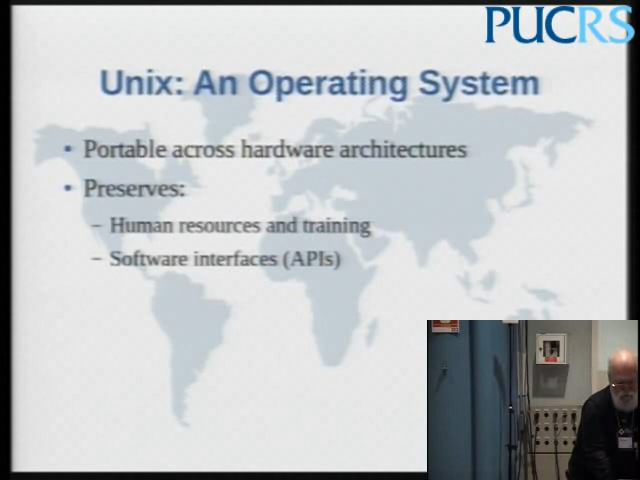 PUCRS
Unix: An Operating System
• Portable across hardware architectures
• Preserves:
– Human resources and training
– Software interfaces (APIs)